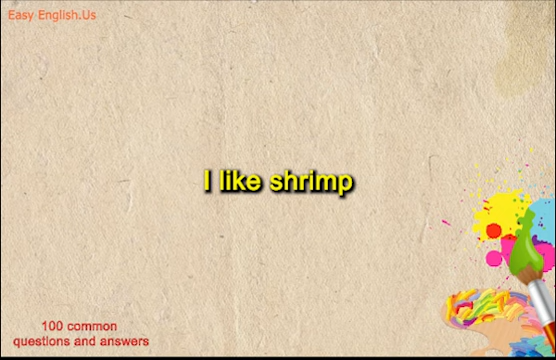 Easy English.Us
I like shrimp
100 common
questions and answers